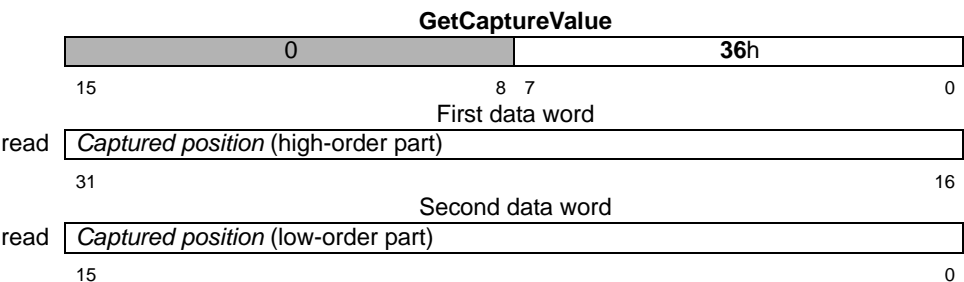 GetCaptureValue
0 36h
15 8 7 0
First data word
read Captured position (high-order part)
31 16
Second data word
read Captured position (low-order part)
15 0